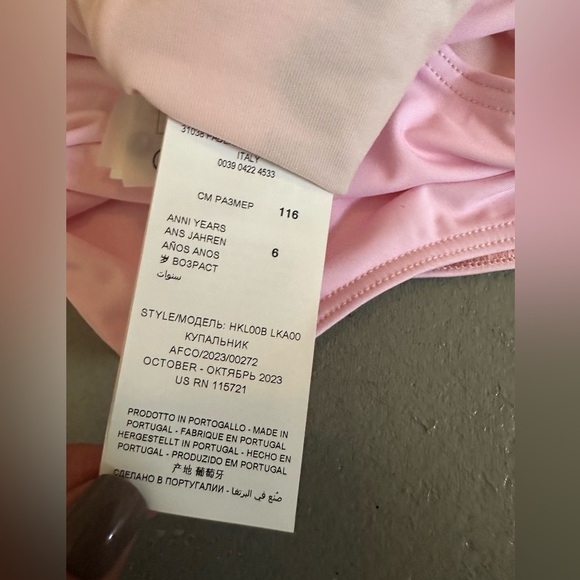 31038
ITALY
0039 0422 4533
CM РАЗМЕР 116
ANNI YEARS
ANS JAHREN
AÑOS ANOS 6
岁 ВОЗРАСТ
سنوات
STYLE/МОДЕЛЬ: HKL00B LKA00
КУПАЛЬНИК
AFCO/2023/00272
OCTOBER - ОКТЯБРЬ 2023
US RN 115721
PRODOTTO IN PORTOGALLO - MADE IN
PORTUGAL - FABRIQUE EN PORTUGAL
HERGESTELLT IN PORTUGAL - HECHO EN
PORTUGAL - PRODUZIDO EM PORTUGAL
产地 葡萄牙
СДЕЛАНО В ПОРТУГАЛИИ - صنع في البرتغال